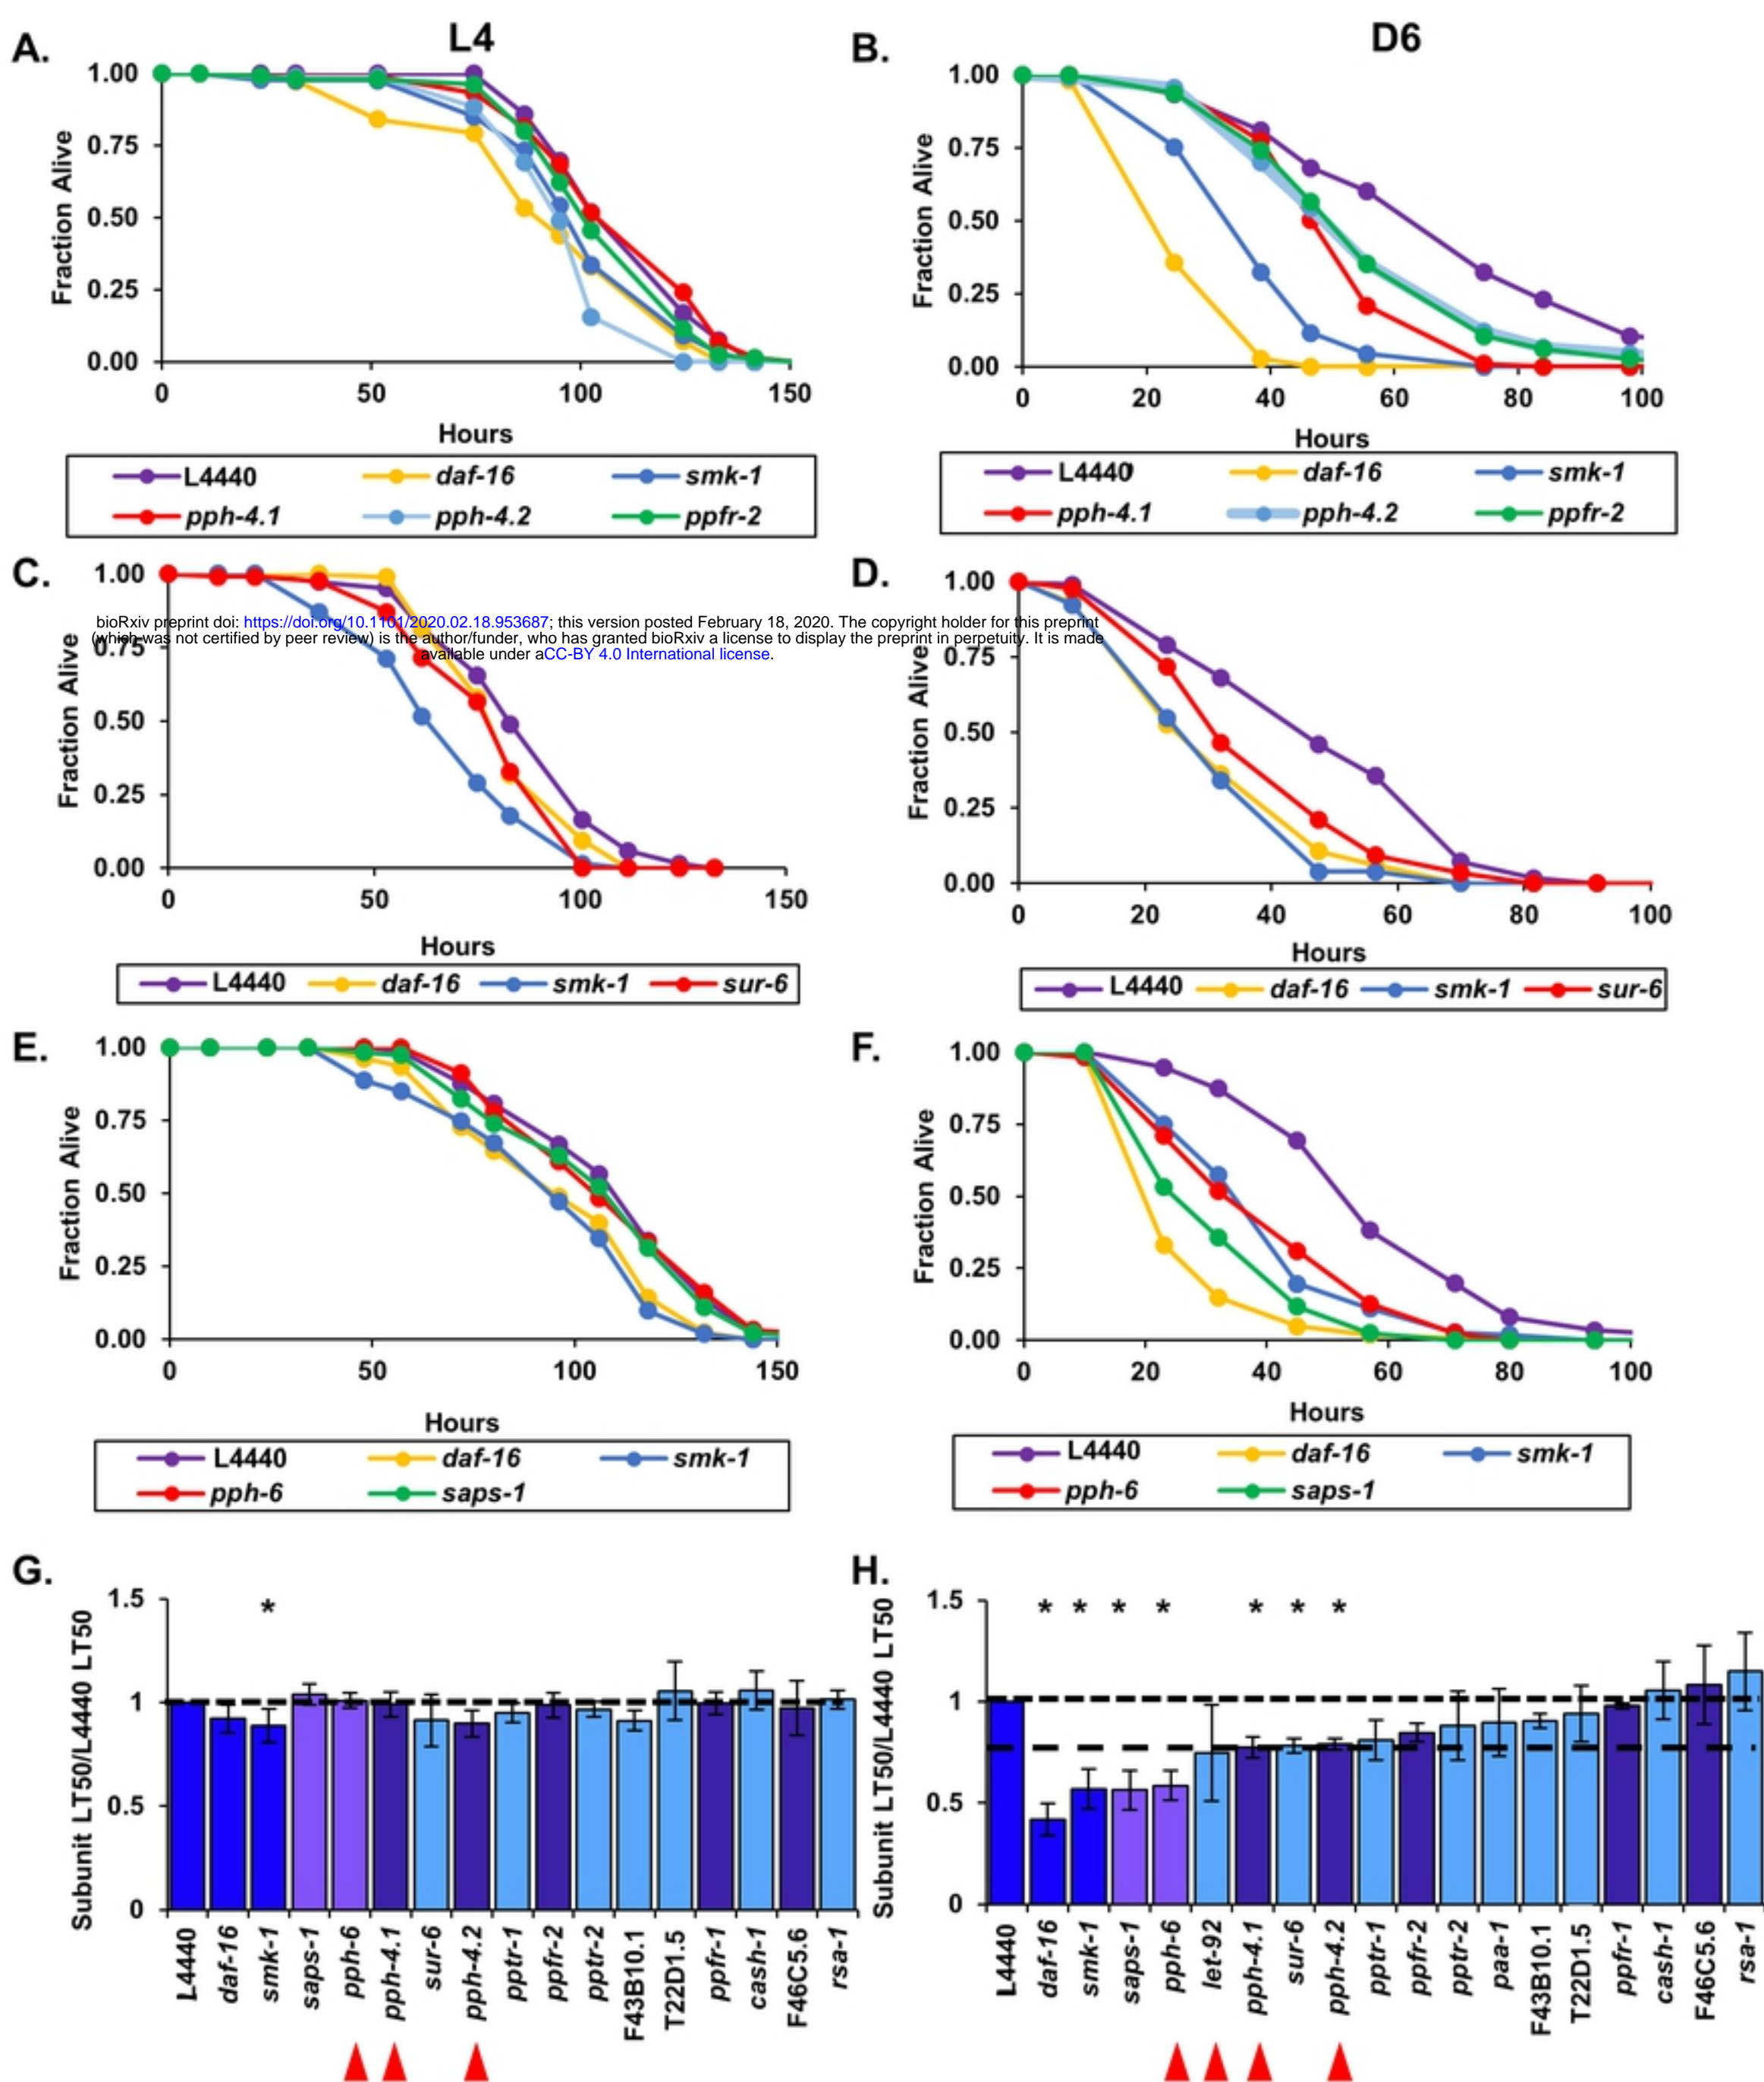 A. L4
B. D6
1.00
0.75
0.50
0.25
0.00
Fraction Alive
0 50 100 150
Hours
L4440 daf-16 smk-1
pph-4.1 pph-4.2 ppfr-2
1.00
0.75
0.50
0.25
0.00
Fraction Alive
0 20 40 60 80 100
Hours
L4440 daf-16 smk-1
pph-4.1 pph-4.2 ppfr-2
C.
D.
bioRxiv preprint doi: https://doi.org/10.1101/2020.02.18.953687; this version posted February 18, 2020. The copyright holder for this preprint
(which was not certified by peer review) is the author/funder, who has granted bioRxiv a license to display the preprint in perpetuity. It is made
available under aCC-BY 4.0 International license.
1.00
0.75
0.50
0.25
0.00
Fraction Alive
0 50 100 150
Hours
L4440 daf-16 smk-1 sur-6
1.00
0.75
0.50
0.25
0.00
Fraction Alive
0 20 40 60 80 100
Hours
L4440 daf-16 smk-1 sur-6
E.
F.
1.00
0.75
0.50
0.25
0.00
Fraction Alive
0 50 100 150
Hours
L4440 daf-16 smk-1
pph-6 saps-1
1.00
0.75
0.50
0.25
0.00
Fraction Alive
0 20 40 60 80 100
Hours
L4440 daf-16 smk-1
pph-6 saps-1
G.
1.5
1
0.5
0
Subunit LT50/L4440 LT50
*
L4440
daf-16
smk-1
saps-1
pph-6
pph-4.1
sur-6
pph-4.2
pptr-1
ppfr-2
pptr-2
F43B10.1
T22D1.5
ppfr-1
cash-1
F46C5.6
rsa-1
H.
1.5
1
0.5
0
Subunit LT50/L4440 LT50
* * * * * * *
L4440
daf-16
smk-1
saps-1
pph-6
let-92
pph-4.1
sur-6
pph-4.2
pptr-1
ppfr-2
pptr-2
paa-1
F43B10.1
T22D1.5
ppfr-1
cash-1
F46C5.6
rsa-1